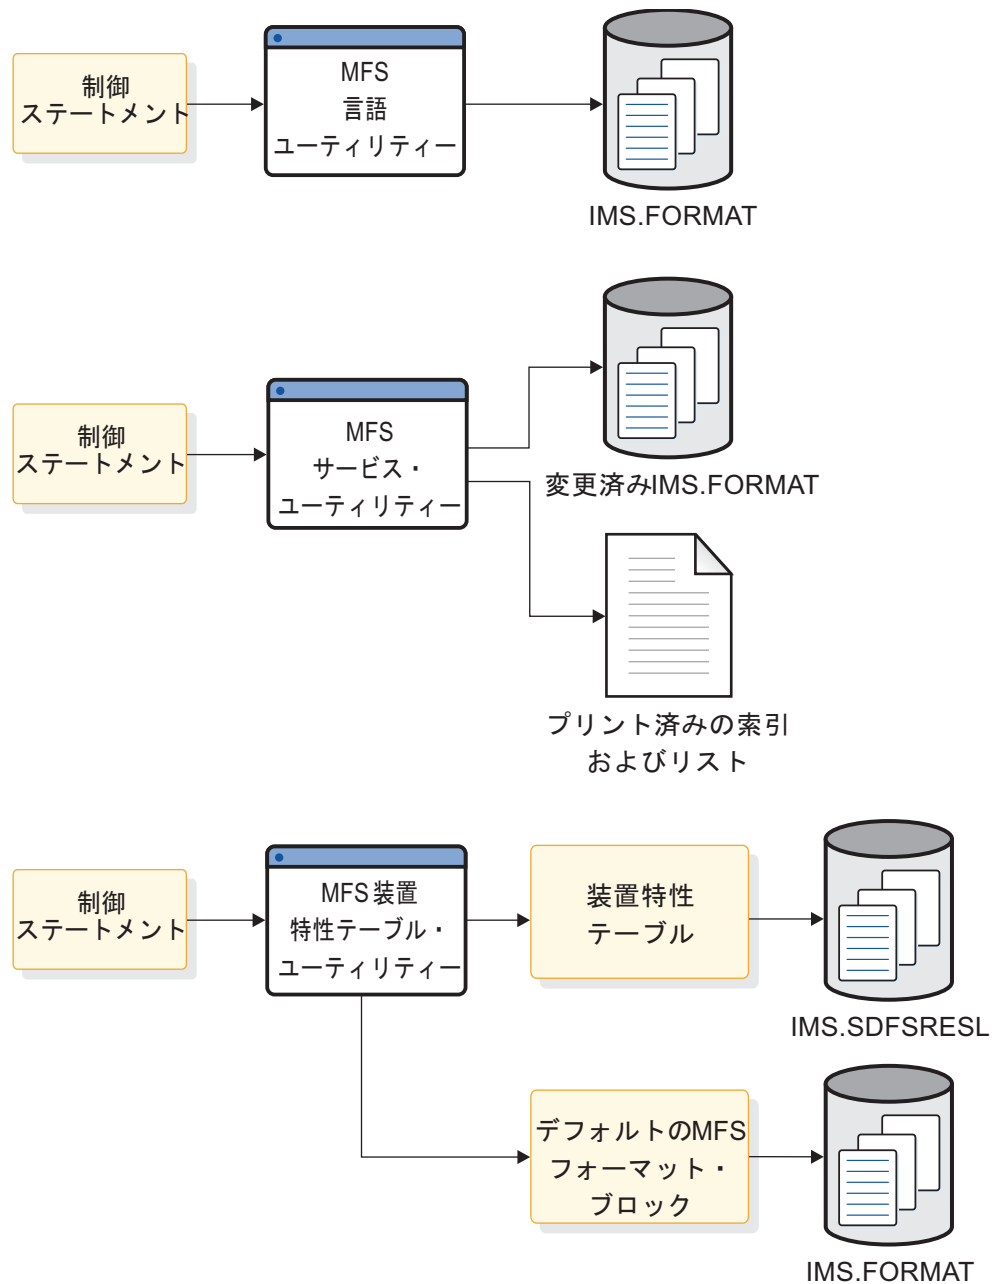 制御
ステートメント
MFS
言語
ユーティリティー
IMS.FORMAT
制御
ステートメント
MFS
サービス・
ユーティリティー
変更済みIMS.FORMAT
プリント済みの索引
およびリスト
制御
ステートメント
MFS装置
特性テーブル・
ユーティリティー
装置特性
テーブル
IMS.SDFSRESL
デフォルトのMFS
フォーマット・
ブロック
IMS.FORMAT